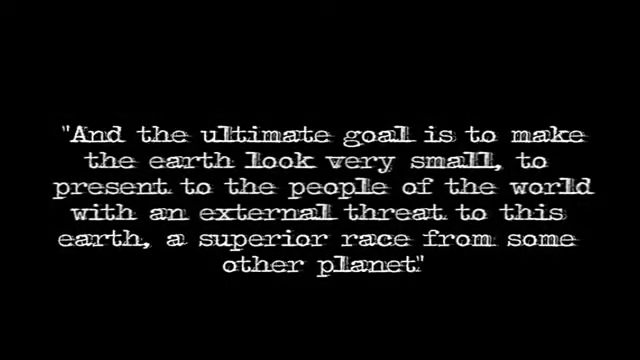 "And the ultimate goal is to make
the earth look very small, to
present to the people of the world
with an external threat to this
earth, a superior race from some
other planet"